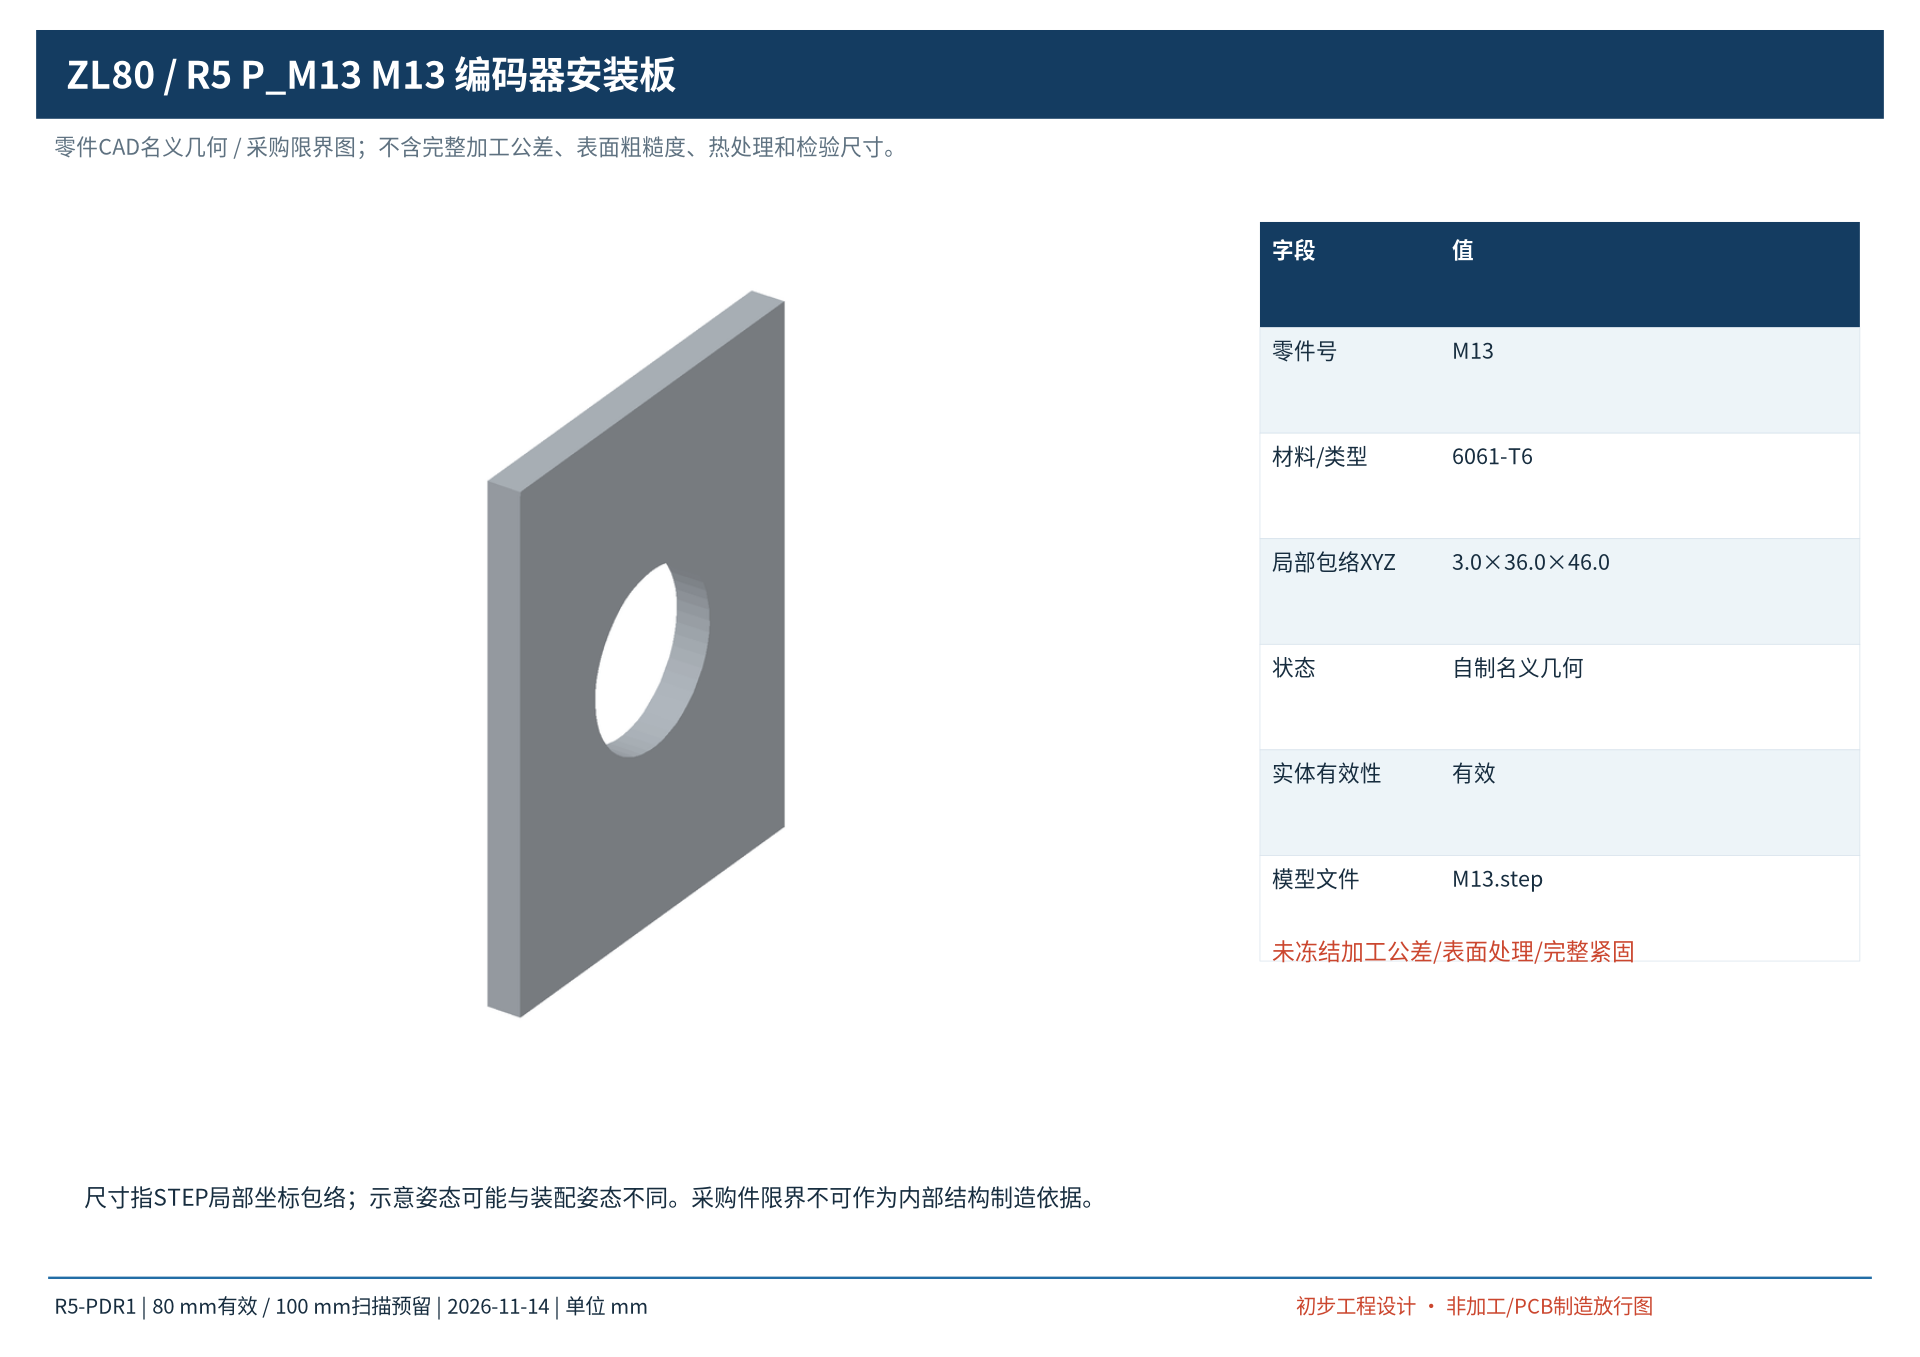 ZL80 / R5 P_M13 M13 编码器安装板
零件CAD名义几何 / 采购限界图；不含完整加工公差、表面粗糙度、热处理和检验尺寸。
字段 值
零件号 M13
材料/类型 6061-T6
局部包络XYZ 3.0×36.0×46.0
状态 自制名义几何
实体有效性 有效
模型文件 M13.step
未冻结加工公差/表面处理/完整紧固
尺寸指STEP局部坐标包络；示意姿态可能与装配姿态不同。采购件限界不可作为内部结构制造依据。
R5-PDR1 | 80 mm有效 / 100 mm扫描预留 | 2026-11-14 | 单位 mm
初步工程设计 · 非加工/PCB制造放行图